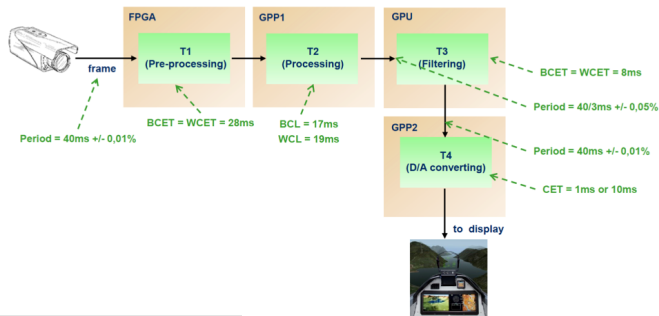 FPGA
GPP1
GPU
T1
(Pre-processing)
T2
(Processing)
T3
(Filtering)
frame
BCET = WCET = 8ms
BCET = WCET = 28ms
BCL = 17ms
WCL = 19ms
Period = 40/3ms +/- 0,05%
Period = 40ms +/- 0,01%
GPP2
Period = 40ms +/- 0,01%
T4
(D/A converting)
CET = 1ms or 10ms
to display